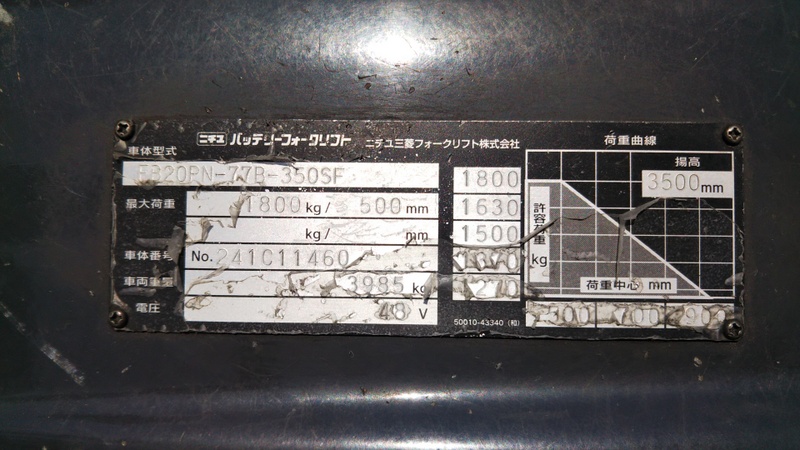 ニチユ バッテリーフォークリフト ニチユ三菱フォークリフト株式会社
車体型式
最大荷重 1800 kg/ 500 mm
kg/ mm
車体番号 No. 241C11460
車両重量 3985 kg
電圧 48 V
1800
1630
1500
50010-43340 (和)
荷重曲線
揚高
3500 mm
許容荷重
kg
荷重中心 mm